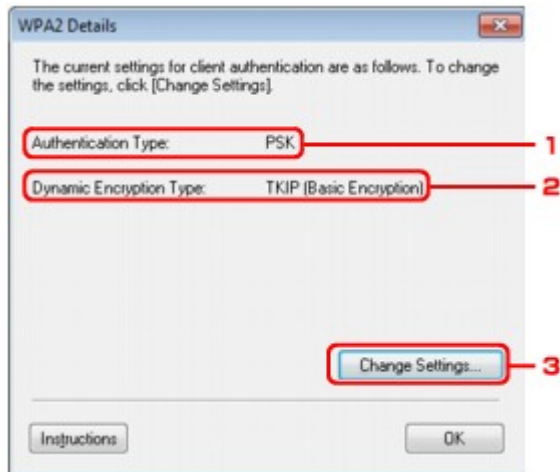 WPA2 Details
The current settings for client authentication are as follows. To change
the settings, click [Change Settings].
Authentication Type: PSK 1
Dynamic Encryption Type: TKIP (Basic Encryption) 2
Change Settings... 3
Instructions OK